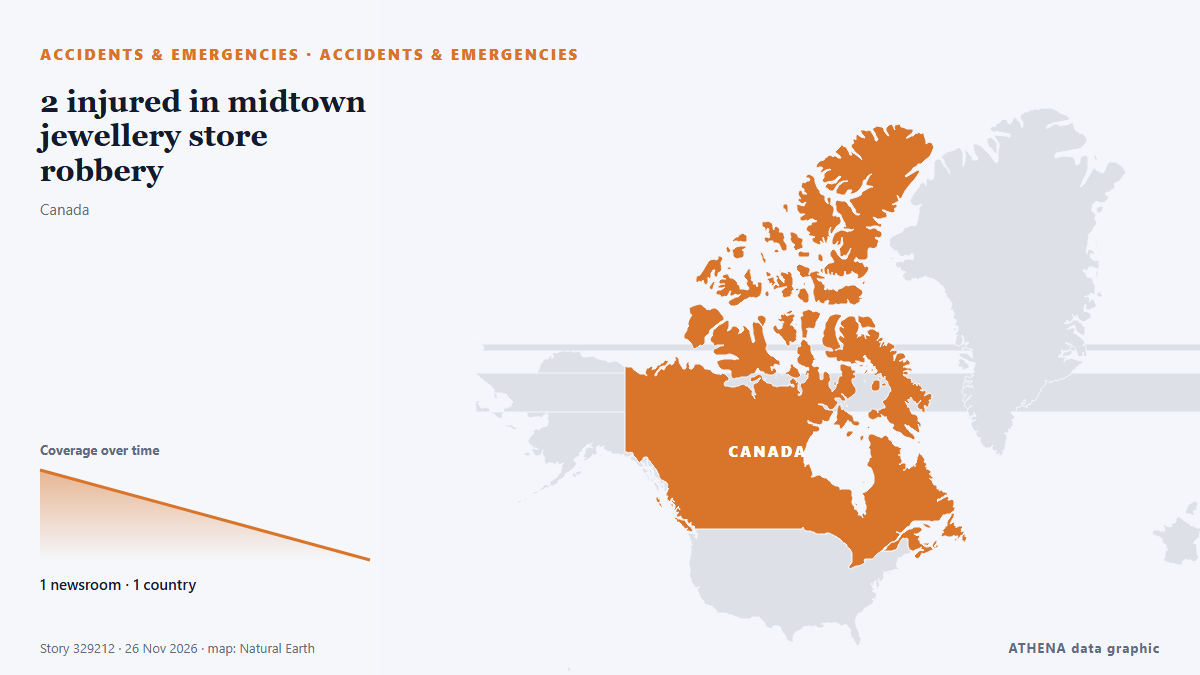 ACCIDENTS & EMERGENCIES · ACCIDENTS & EMERGENCIES
2 injured in midtown
jewellery store
robbery
Canada
CANADA
Coverage over time
1 newsroom · 1 country
Story 329212 · 26 Nov 2026 · map: Natural Earth
ATHENA data graphic